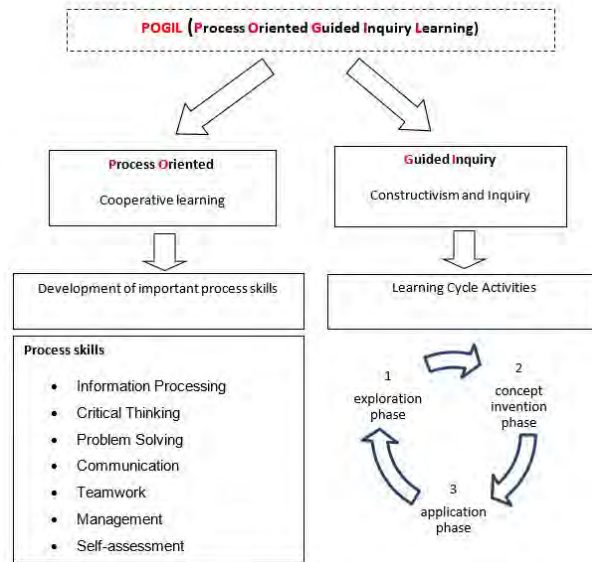 POGIL (Process Oriented Guided Inquiry Learning)
Process Oriented
Cooperative learning
Guided Inquiry
Constructivism and Inquiry
Development of important process skills
Learning Cycle Activities
Process skills
• Information Processing
• Critical Thinking
• Problem Solving
• Communication
• Teamwork
• Management
• Self-assessment
1
exploration
phase
2
concept
invention
phase
3
application
phase